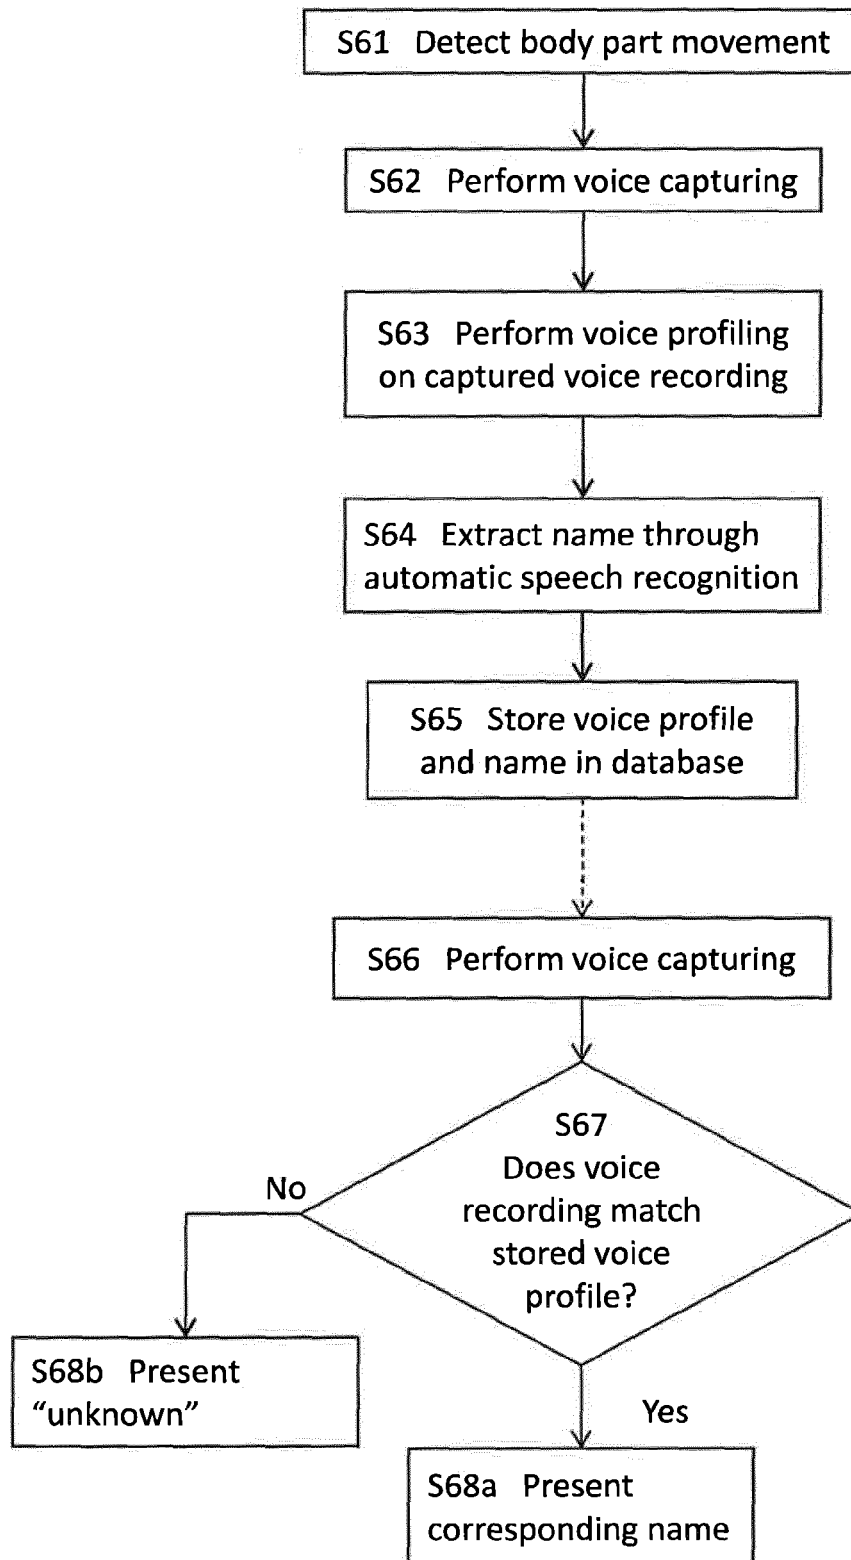 S61 Detect body part movement
S62 Perform voice capturing
S63 Perform voice profiling
on captured voice recording
S64 Extract name through
automatic speech recognition
S65 Store voice profile
and name in database
S66 Perform voice capturing
S67
Does voice
recording match
stored voice
profile?
No
S68b Present
“unknown”
Yes
S68a Present
corresponding name